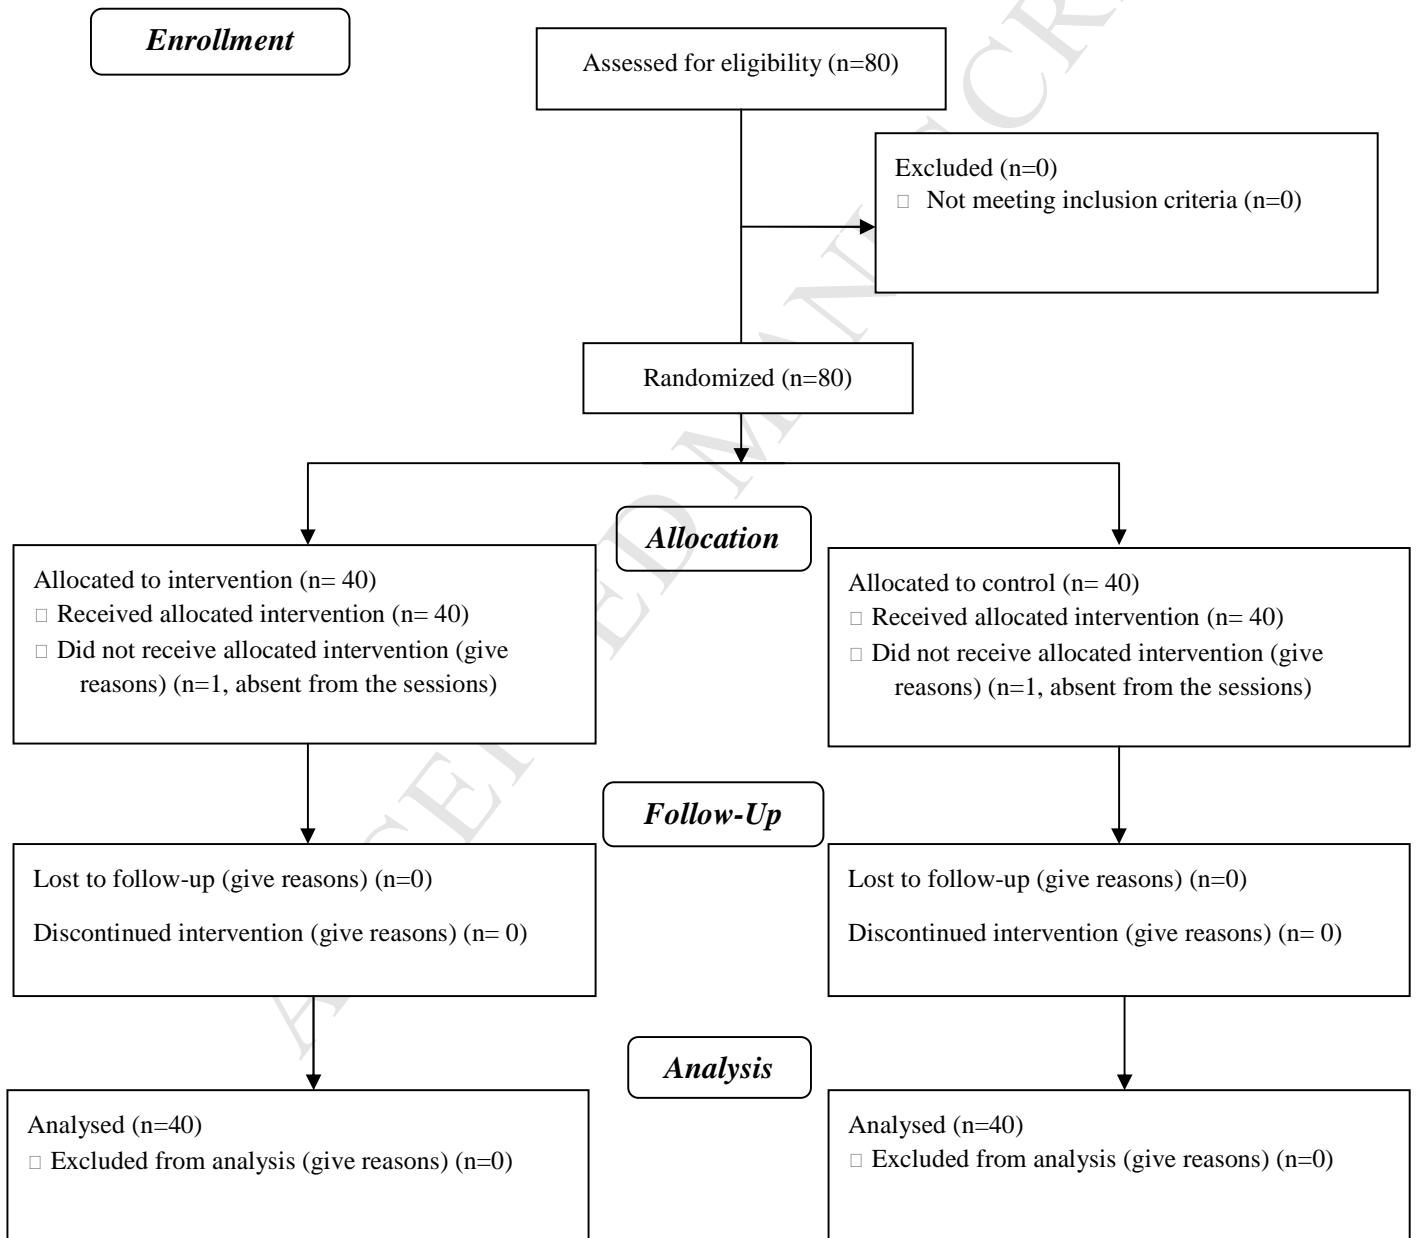 Enrollment
Assessed for eligibility (n=80)
Excluded (n=0)
□ Not meeting inclusion criteria (n=0)
Randomized (n=80)
Allocation
Allocated to intervention (n= 40)
□ Received allocated intervention (n= 40)
□ Did not receive allocated intervention (give
reasons) (n=1, absent from the sessions)
Allocated to control (n= 40)
□ Received allocated intervention (n= 40)
□ Did not receive allocated intervention (give
reasons) (n=1, absent from the sessions)
Follow-Up
Lost to follow-up (give reasons) (n=0)
Discontinued intervention (give reasons) (n= 0)
Lost to follow-up (give reasons) (n=0)
Discontinued intervention (give reasons) (n= 0)
Analysis
Analysed (n=40)
□ Excluded from analysis (give reasons) (n=0)
Analysed (n=40)
□ Excluded from analysis (give reasons) (n=0)